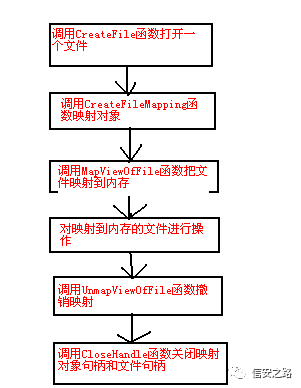 调用CreateFile函数打开一
个文件
调用CreateFileMapping函
数映射对象
调用MapViewOfFile函数把文
件映射到内存
对映射到内存的文件进行操
作
调用UnmapViewOfFile函数撤
销映射
调用CloseHandle函数关闭映射
对象句柄和文件句柄
信安之路